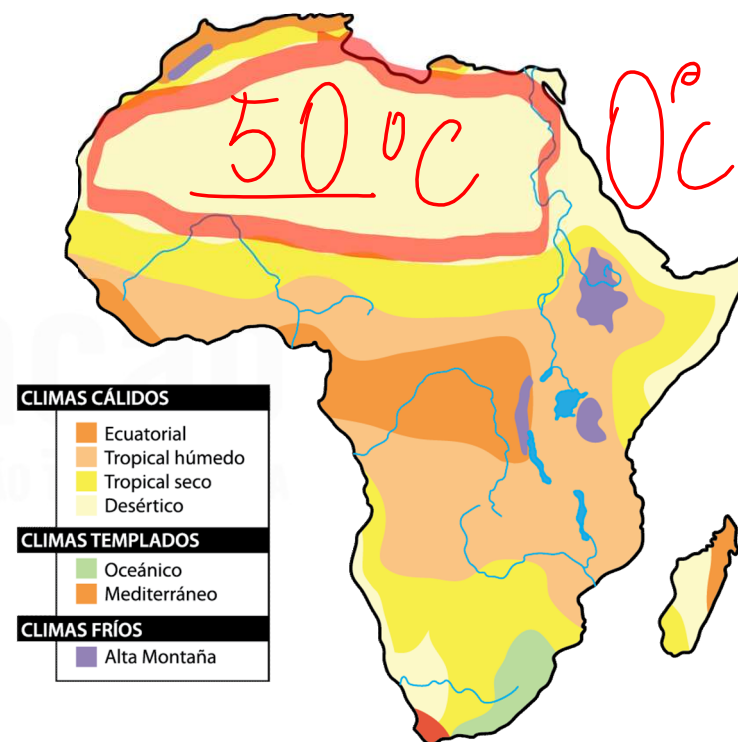 50 °C
0°C
CLIMAS CÁLIDOS
Ecuatorial
Tropical húmedo
Tropical seco
Desértico
CLIMAS TEMPLADOS
Oceánico
Mediterráneo
CLIMAS FRÍOS
Alta Montaña